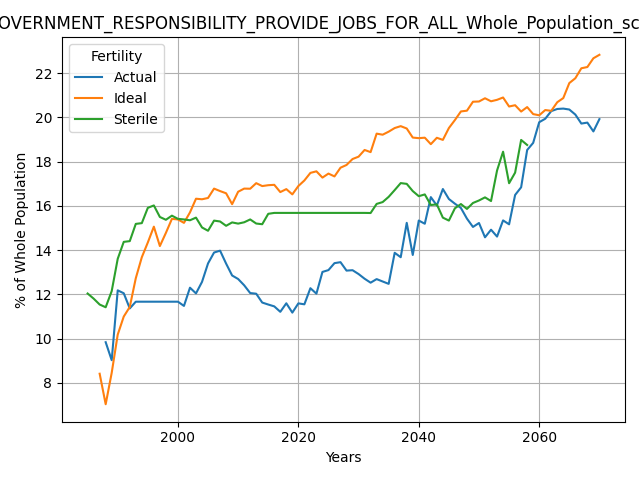 OVERNMENT_RESPONSIBILITY_PROVIDE_JOBS_FOR_ALL_Whole_Population_sc
Fertility
Actual
Ideal
Sterile
% of Whole Population
22
20
18
16
14
12
10
8
2000 2020 2040 2060
Years